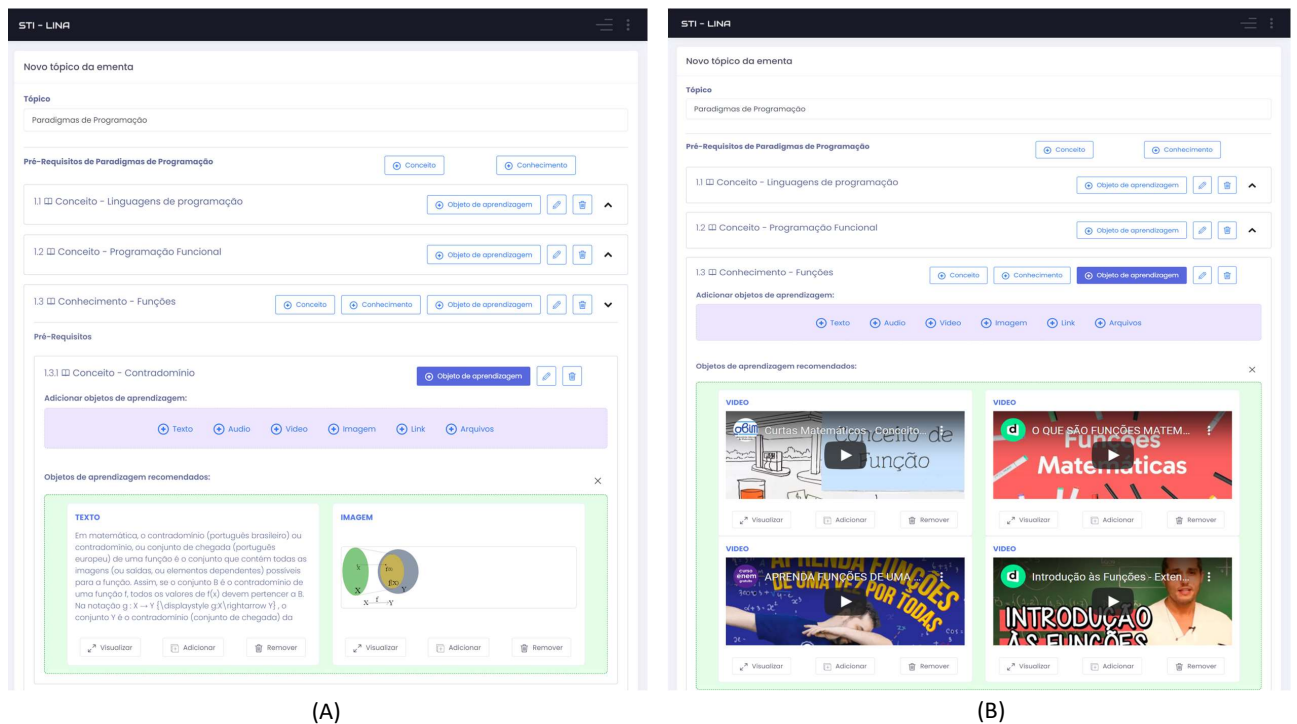 STI - LINA
Novo tópico da ementa
Tópico
Paradigmas de Programação
Pré-Requisitos de Paradigmas de Programação
Conceito
Conhecimento
1.1 Conceito - Linguagens de programação
Objeto de aprendizagem
1.2 Conceito - Programação Funcional
Objeto de aprendizagem
1.3 Conhecimento - Funções
Conceito
Conhecimento
Objeto de aprendizagem
Pré-Requisitos
1.3.1 Conceito - Contradomínio
Objeto de aprendizagem
Adicionar objetos de aprendizagem:
Texto Audio Video Imagem Link Arquivos
Objetos de aprendizagem recomendados:
TEXTO
Em matemática, o contradomínio (português brasileiro) ou
contradomínio, ou conjunto de chegada (português
europeu) de uma função é o conjunto que contém todas as
imagens (ou saídas, ou elementos dependentes) possíveis
para a função. Assim, se o conjunto B é o contradomínio de
uma função f, todos os valores de f(x) devem pertencer a B.
Na notação g : X → Y {\displaystyle g:X\rightarrow Y} , o
conjunto Y é o contradomínio (conjunto de chegada) da
Visualizar Adicionar Remover
IMAGEM
f(x)
X f Y
Visualizar Adicionar Remover
(A)
STI - LINA
Novo tópico da ementa
Tópico
Paradigmas de Programação
Pré-Requisitos de Paradigmas de Programação
Conceito
Conhecimento
1.1 Conceito - Linguagens de programação
Objeto de aprendizagem
1.2 Conceito - Programação Funcional
Objeto de aprendizagem
1.3 Conhecimento - Funções
Conceito
Conhecimento
Objeto de aprendizagem
Adicionar objetos de aprendizagem:
Texto Audio Video Imagem Link Arquivos
Objetos de aprendizagem recomendados:
VIDEO
Curtas Matemáticos - Conceito...
Conceito de
Função
Visualizar Adicionar Remover
VIDEO
O QUE SÃO FUNÇÕES MATEM...
Funções
Matemáticas
Visualizar Adicionar Remover
VIDEO
curso
enem
gratuito
APRENDA FUNÇÕES DE UMA ...
APRENDA FUNÇÕES
DE UMA VEZ POR
TODAS
Visualizar Adicionar Remover
VIDEO
Introdução às Funções - Exten...
INTRODUÇÃO
ÀS FUNÇÕES
Visualizar Adicionar Remover
(B)